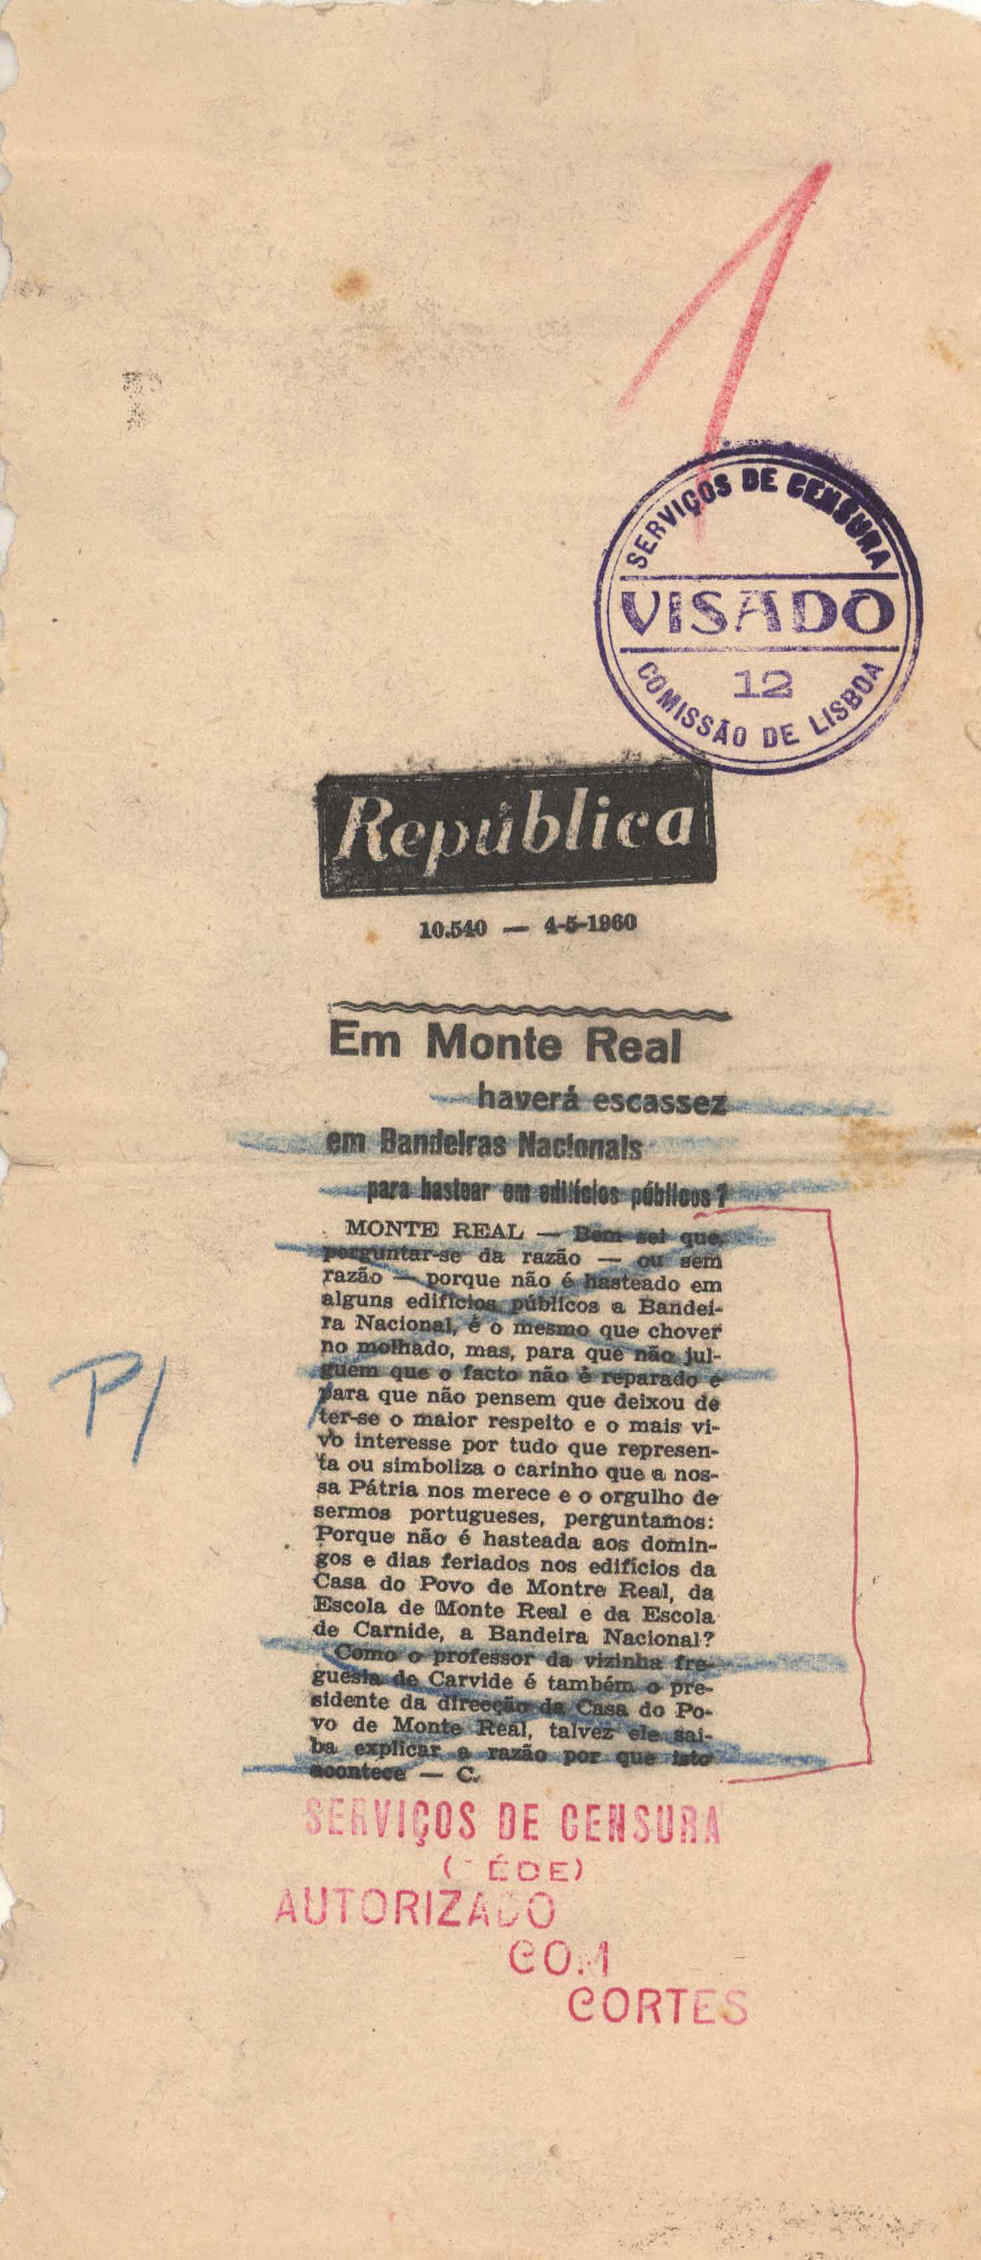 1
SERVIÇOS DE CENSURA
VISADO
12
COMISSÃO DE LISBOA
República
10.540 — 4-5-1960
Em Monte Real
haverá escassez
em Bandeiras Nacionais
para hastear em edifícios públicos?
MONTE REAL — Bem sei que,
perguntar-se da razão — ou sem
razão — porque não é hasteado em
alguns edifícios públicos a Bandei-
ra Nacional, é o mesmo que chover
no molhado, mas, para que não jul-
guem que o facto não é reparado e
para que não pensem que deixou de
ter-se o maior respeito e o mais vi-
vo interesse por tudo que represen-
ta ou simboliza o carinho que a nos-
sa Pátria nos merece e o orgulho de
sermos portugueses, perguntamos:
Porque não é hasteada aos domin-
gos e dias feriados nos edifícios da
Casa do Povo de Montre Real, da
Escola de Monte Real e da Escola
de Carnide, a Bandeira Nacional?
Como o professor da vizinha fre-
guesia de Carvide é também o pre-
sidente da direcção da Casa do Po-
vo de Monte Real, talvez ele sai-
ba explicar a razão por que isto
acontece — C.
P/
SERVIÇOS DE CENSURA
( ÉDE)
AUTORIZADO
COM
CORTES